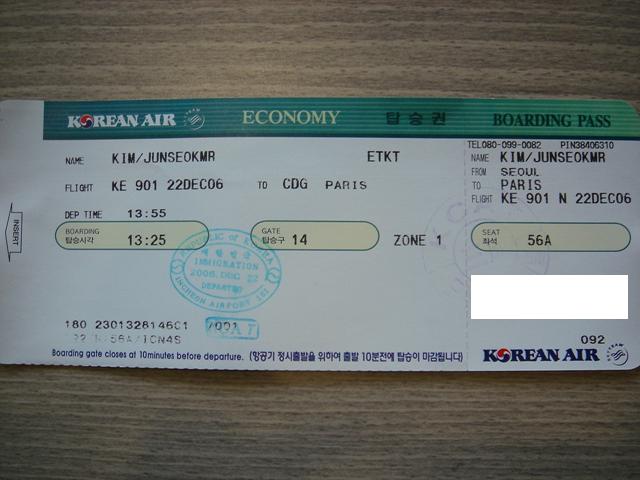 KOREAN AIR ECONOMY 탑승권 BOARDING PASS
TEL080-099-0082 PIN38406310
NAME KIM/JUNSEOKMR ETKT
FLIGHT KE 901 22DEC06 TO CDG PARIS
DEP TIME 13:55
BOARDING 탑승시각 13:25
GATE 탑승구 14
ZONE 1
INSERT
REPUBLIC OF KOREA
IMMIGRATION
2006. DEC 22
DEPARTED
INCHEON AIRPORT
180 2301328146C1 /001
/56A/ICN4S
Boarding gate closes at 10minutes before departure. (항공기 정시출발을 위하여 출발 10분전에 탑승이 마감됩니다.)
NAME KIM/JUNSEOKMR
FROM SEOUL
TO PARIS
FLIGHT KE 901 N 22DEC06
SEAT 좌석 56A
092
KOREAN AIR